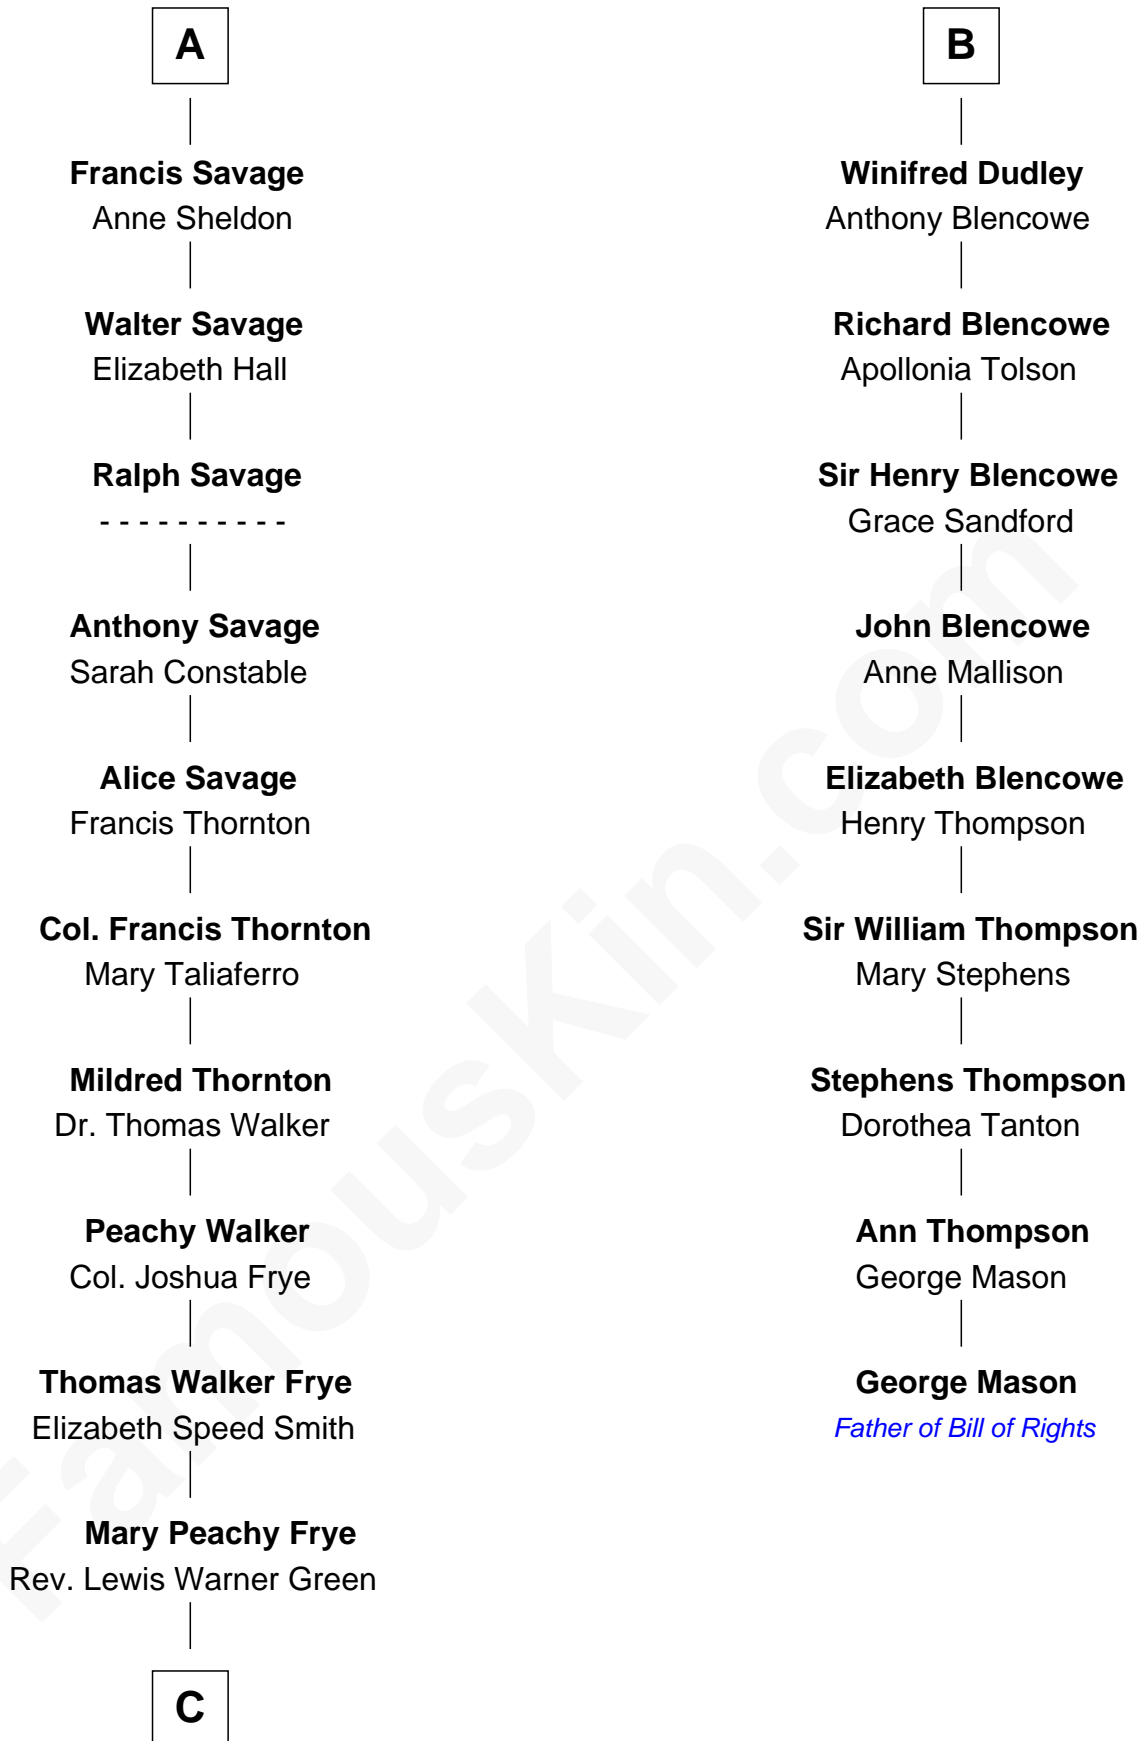 A
Francis Savage
Anne Sheldon
Walter Savage
Elizabeth Hall
Ralph Savage
- - - - - - - - - -
Anthony Savage
Sarah Constable
Alice Savage
Francis Thornton
Col. Francis Thornton
Mary Taliaferro
Mildred Thornton
Dr. Thomas Walker
Peachy Walker
Col. Joshua Frye
Thomas Walker Frye
Elizabeth Speed Smith
Mary Peachy Frye
Rev. Lewis Warner Green
C
B
Winifred Dudley
Anthony Blencowe
Richard Blencowe
Apollonia Tolson
Sir Henry Blencowe
Grace Sandford
John Blencowe
Anne Mallison
Elizabeth Blencowe
Henry Thompson
Sir William Thompson
Mary Stephens
Stephens Thompson
Dorothea Tanton
Ann Thompson
George Mason
George Mason
Father of Bill of Rights
FamousKin.com